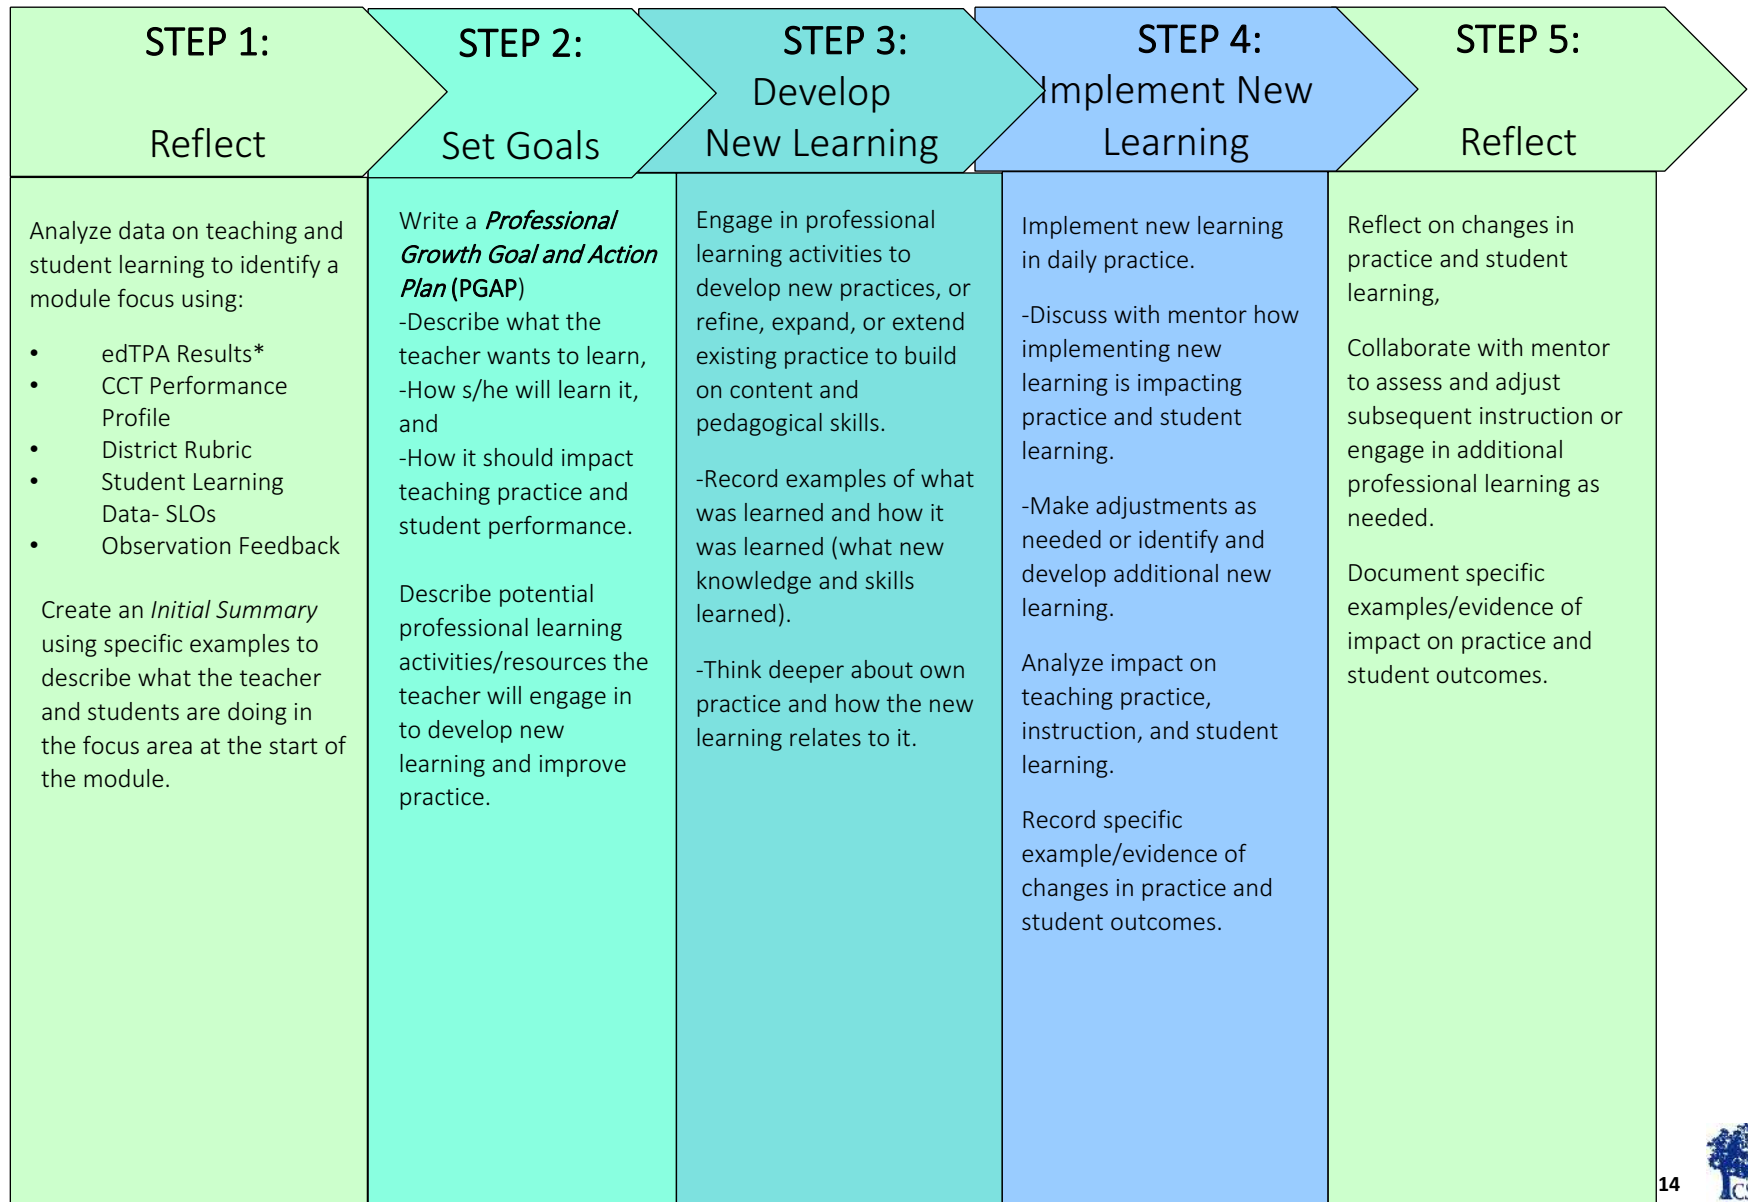 STEP 1:
Reflect
Analyze data on teaching and
student learning to identify a
module focus using:
• edTPA Results*
• CCT Performance
Profile
• District Rubric
• Student Learning
Data- SLOs
• Observation Feedback
Create an Initial Summary
using specific examples to
describe what the teacher
and students are doing in
the focus area at the start of
the module.
STEP 2:
Set Goals
Write a Professional
Growth Goal and Action
Plan (PGAP)
-Describe what the
teacher wants to learn,
-How s/he will learn it,
and
-How it should impact
teaching practice and
student performance.
Describe potential
professional learning
activities/resources the
teacher will engage in
to develop new
learning and improve
practice.
STEP 3:
Develop
New Learning
Engage in professional
learning activities to
develop new practices, or
refine, expand, or extend
existing practice to build
on content and
pedagogical skills.
-Record examples of what
was learned and how it
was learned (what new
knowledge and skills
learned).
-Think deeper about own
practice and how the new
learning relates to it.
STEP 4:
Implement New
Learning
Implement new learning
in daily practice.
-Discuss with mentor how
implementing new
learning is impacting
practice and student
learning.
-Make adjustments as
needed or identify and
develop additional new
learning.
Analyze impact on
teaching practice,
instruction, and student
learning.
Record specific
example/evidence of
changes in practice and
student outcomes.
STEP 5:
Reflect
Reflect on changes in
practice and student
learning,
Collaborate with mentor
to assess and adjust
subsequent instruction or
engage in additional
professional learning as
needed.
Document specific
examples/evidence of
impact on practice and
student outcomes.
14